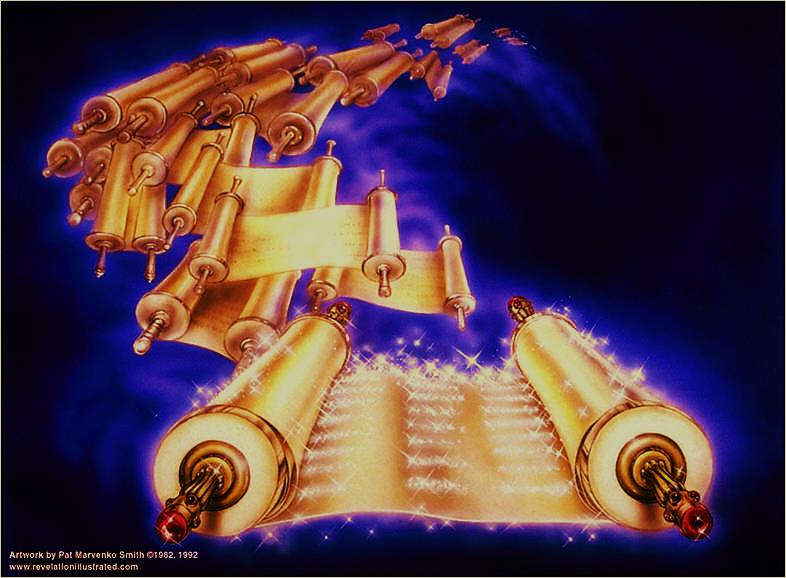 Artwork by Pat Marvenko Smith ©1982, 1992
www.revelationillustrated.com